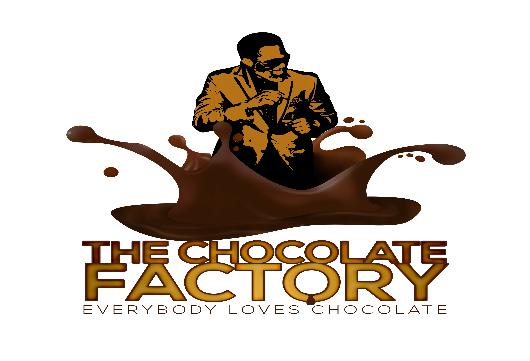 THE CHOCOLATE
FACTORY
EVERYBODY LOVES CHOCOLATE